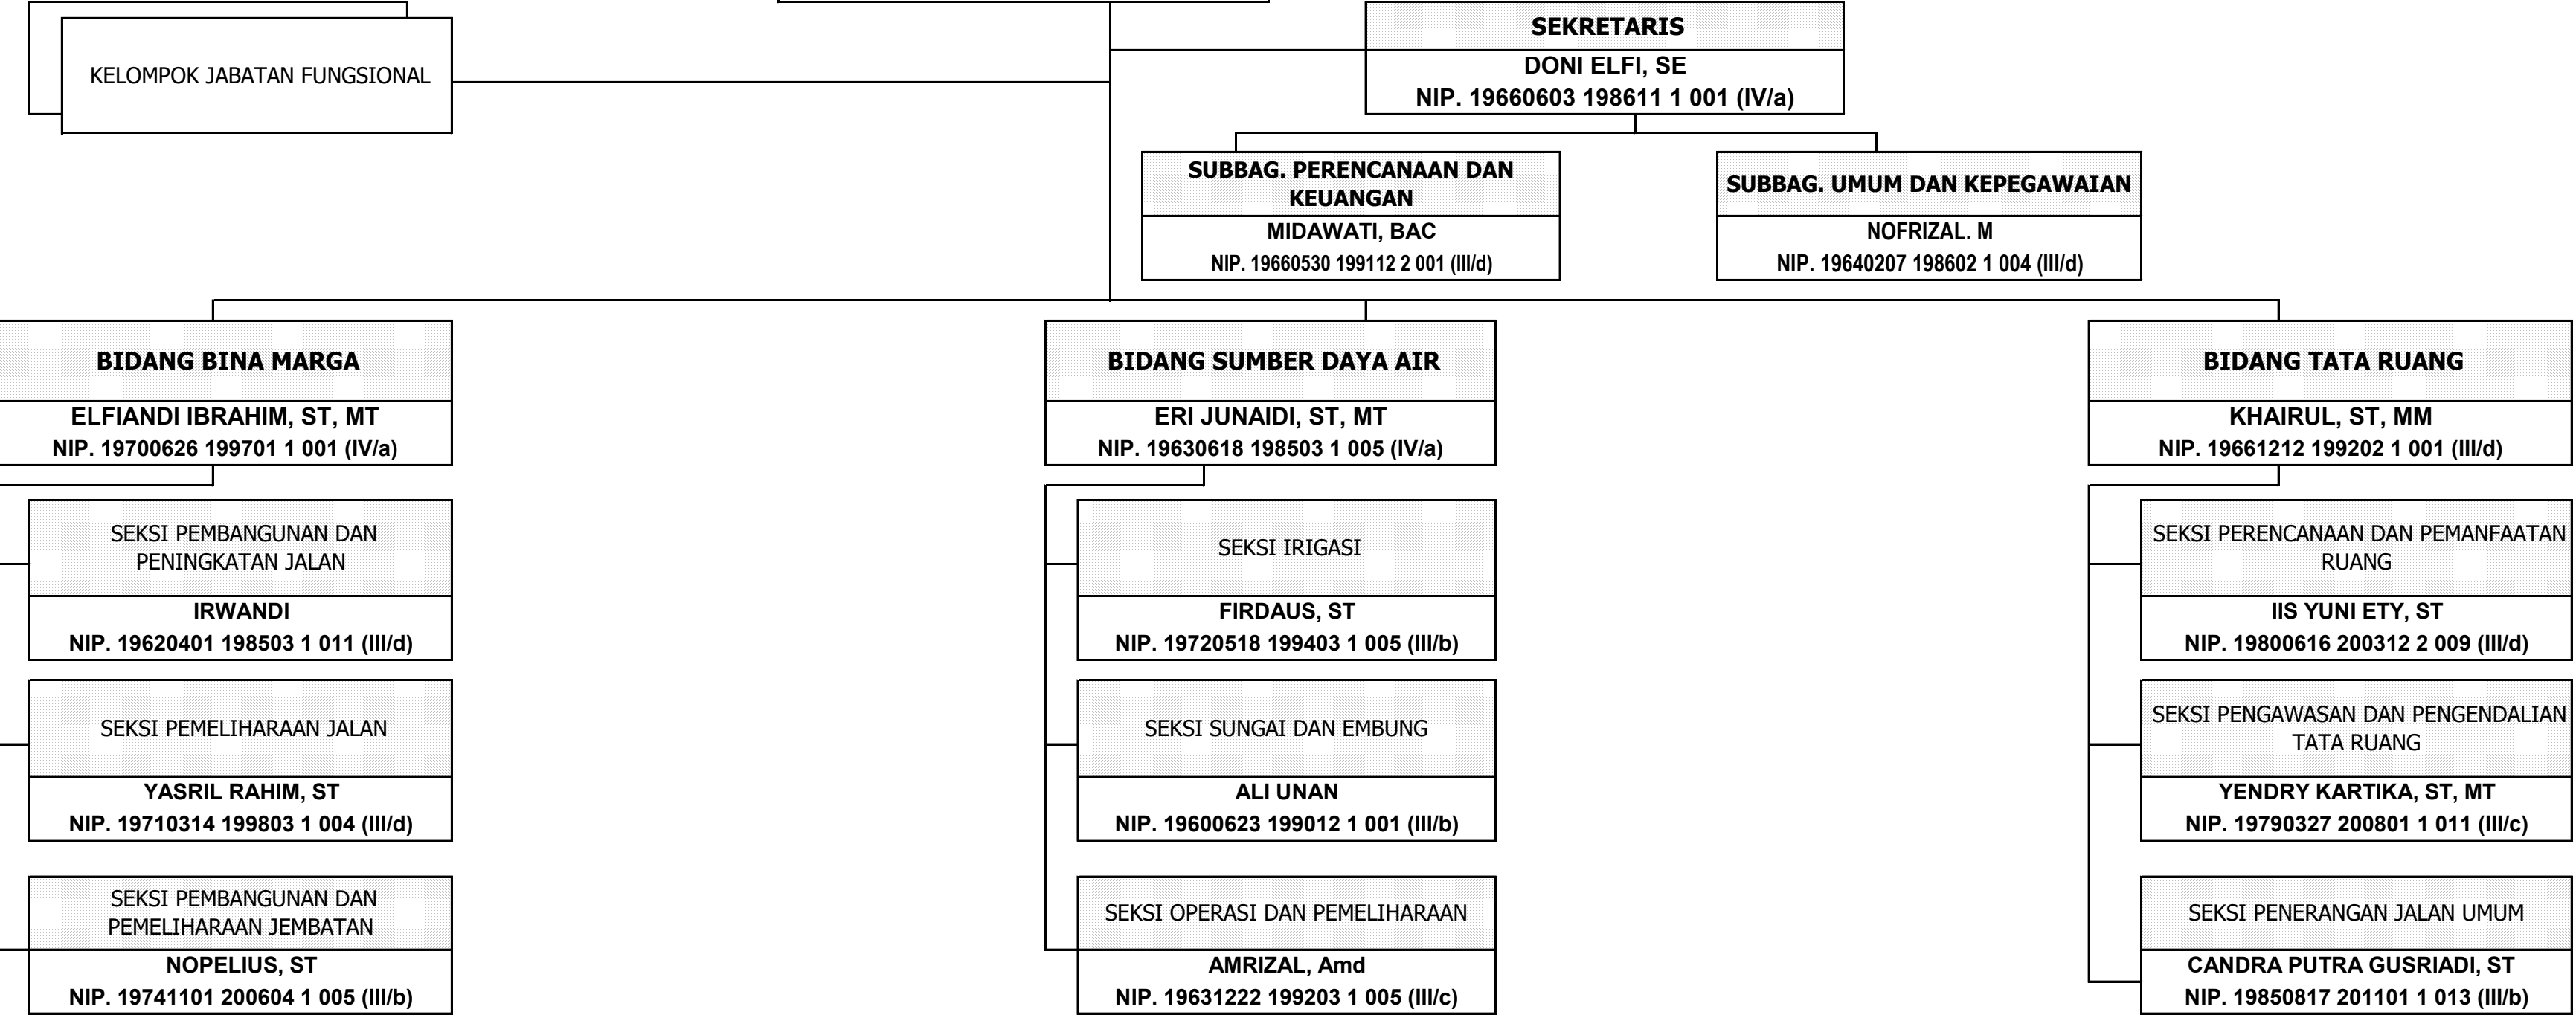 SEKRETARIS
DONI ELFI, SE
NIP. 19660603 198611 1 001 (IV/a)
KELOMPOK JABATAN FUNGSIONAL
SUBBAG. PERENCANAAN DAN
KEUANGAN
MIDAWATI, BAC
NIP. 19660530 199112 2 001 (III/d)
SUBBAG. UMUM DAN KEPEGAWAIAN
NOFRIZAL. M
NIP. 19640207 198602 1 004 (III/d)
BIDANG BINA MARGA
ELFIANDI IBRAHIM, ST, MT
NIP. 19700626 199701 1 001 (IV/a)
SEKSI PEMBANGUNAN DAN
PENINGKATAN JALAN
IRWANDI
NIP. 19620401 198503 1 011 (III/d)
SEKSI PEMELIHARAAN JALAN
YASRIL RAHIM, ST
NIP. 19710314 199803 1 004 (III/d)
SEKSI PEMBANGUNAN DAN
PEMELIHARAAN JEMBATAN
NOPELIUS, ST
NIP. 19741101 200604 1 005 (III/b)
BIDANG SUMBER DAYA AIR
ERI JUNAIDI, ST, MT
NIP. 19630618 198503 1 005 (IV/a)
SEKSI IRIGASI
FIRDAUS, ST
NIP. 19720518 199403 1 005 (III/b)
SEKSI SUNGAI DAN EMBUNG
ALI UNAN
NIP. 19600623 199012 1 001 (III/b)
SEKSI OPERASI DAN PEMELIHARAAN
AMRIZAL, Amd
NIP. 19631222 199203 1 005 (III/c)
BIDANG TATA RUANG
KHAIRUL, ST, MM
NIP. 19661212 199202 1 001 (III/d)
SEKSI PERENCANAAN DAN PEMANFAATAN
RUANG
IIS YUNI ETY, ST
NIP. 19800616 200312 2 009 (III/d)
SEKSI PENGAWASAN DAN PENGENDALIAN
TATA RUANG
YENDRY KARTIKA, ST, MT
NIP. 19790327 200801 1 011 (III/c)
SEKSI PENERANGAN JALAN UMUM
CANDRA PUTRA GUSRIADI, ST
NIP. 19850817 201101 1 013 (III/b)